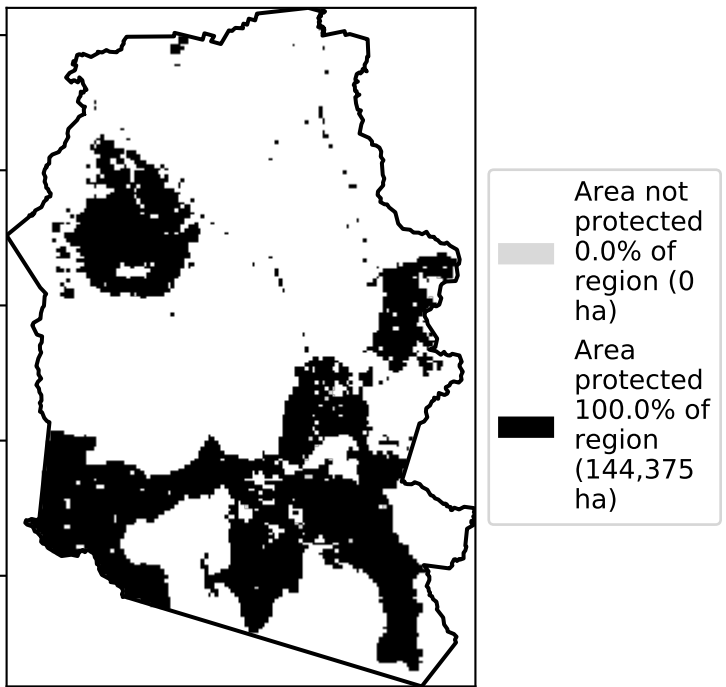 Area not
protected
0.0% of
region (0
ha)
Area
protected
100.0% of
region
(144,375
ha)